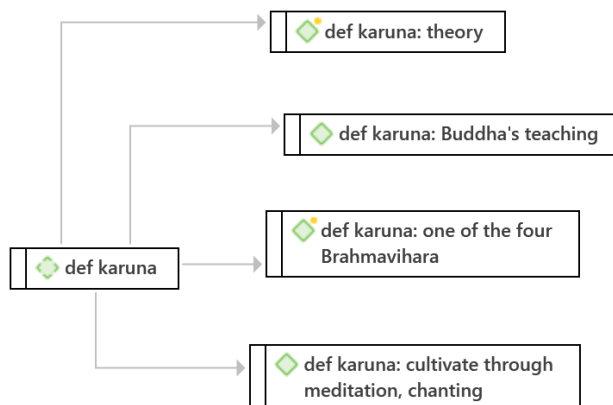 def karuna: theory
def karuna: Buddha's teaching
def karuna: one of the four
Brahmavihara
def karuna
def karuna: cultivate through
meditation, chanting